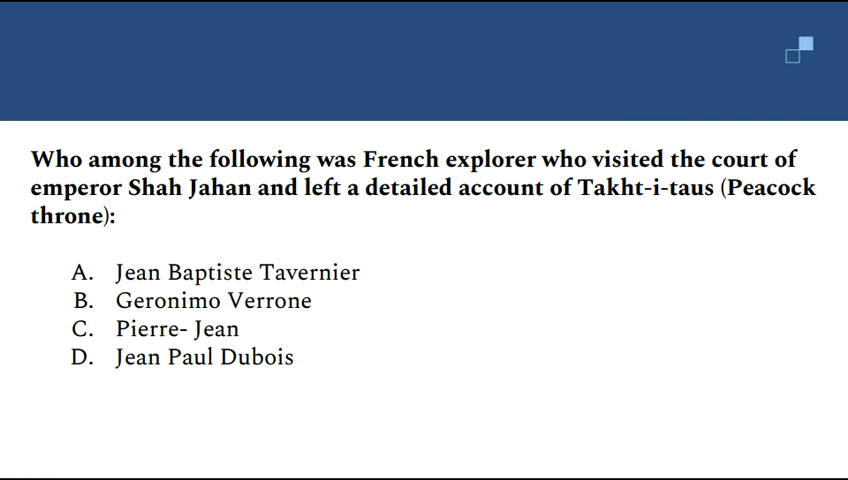 Who among the following was French explorer who visited the court of
emperor Shah Jahan and left a detailed account of Takht-i-taus (Peacock
throne):
A. Jean Baptiste Tavernier
B. Geronimo Verrone
C. Pierre- Jean
D. Jean Paul Dubois